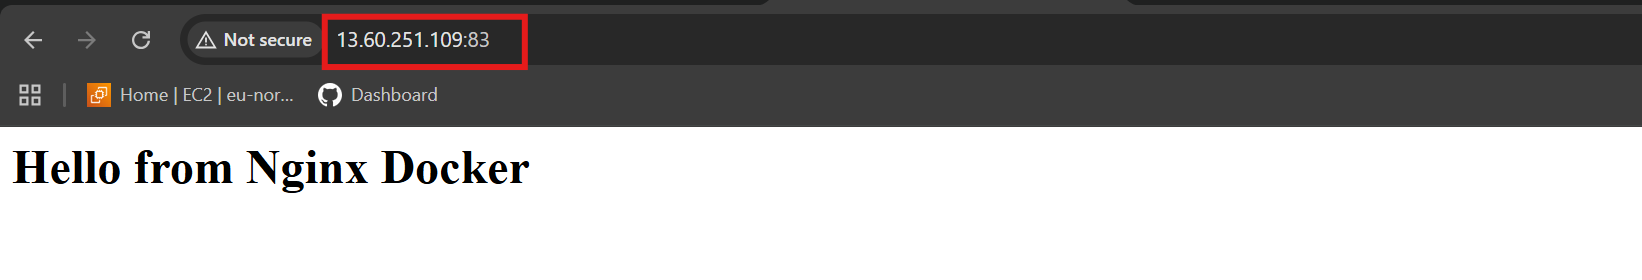 Not secure 13.60.251.109:83
Home | EC2 | eu-nor... Dashboard
Hello from Nginx Docker